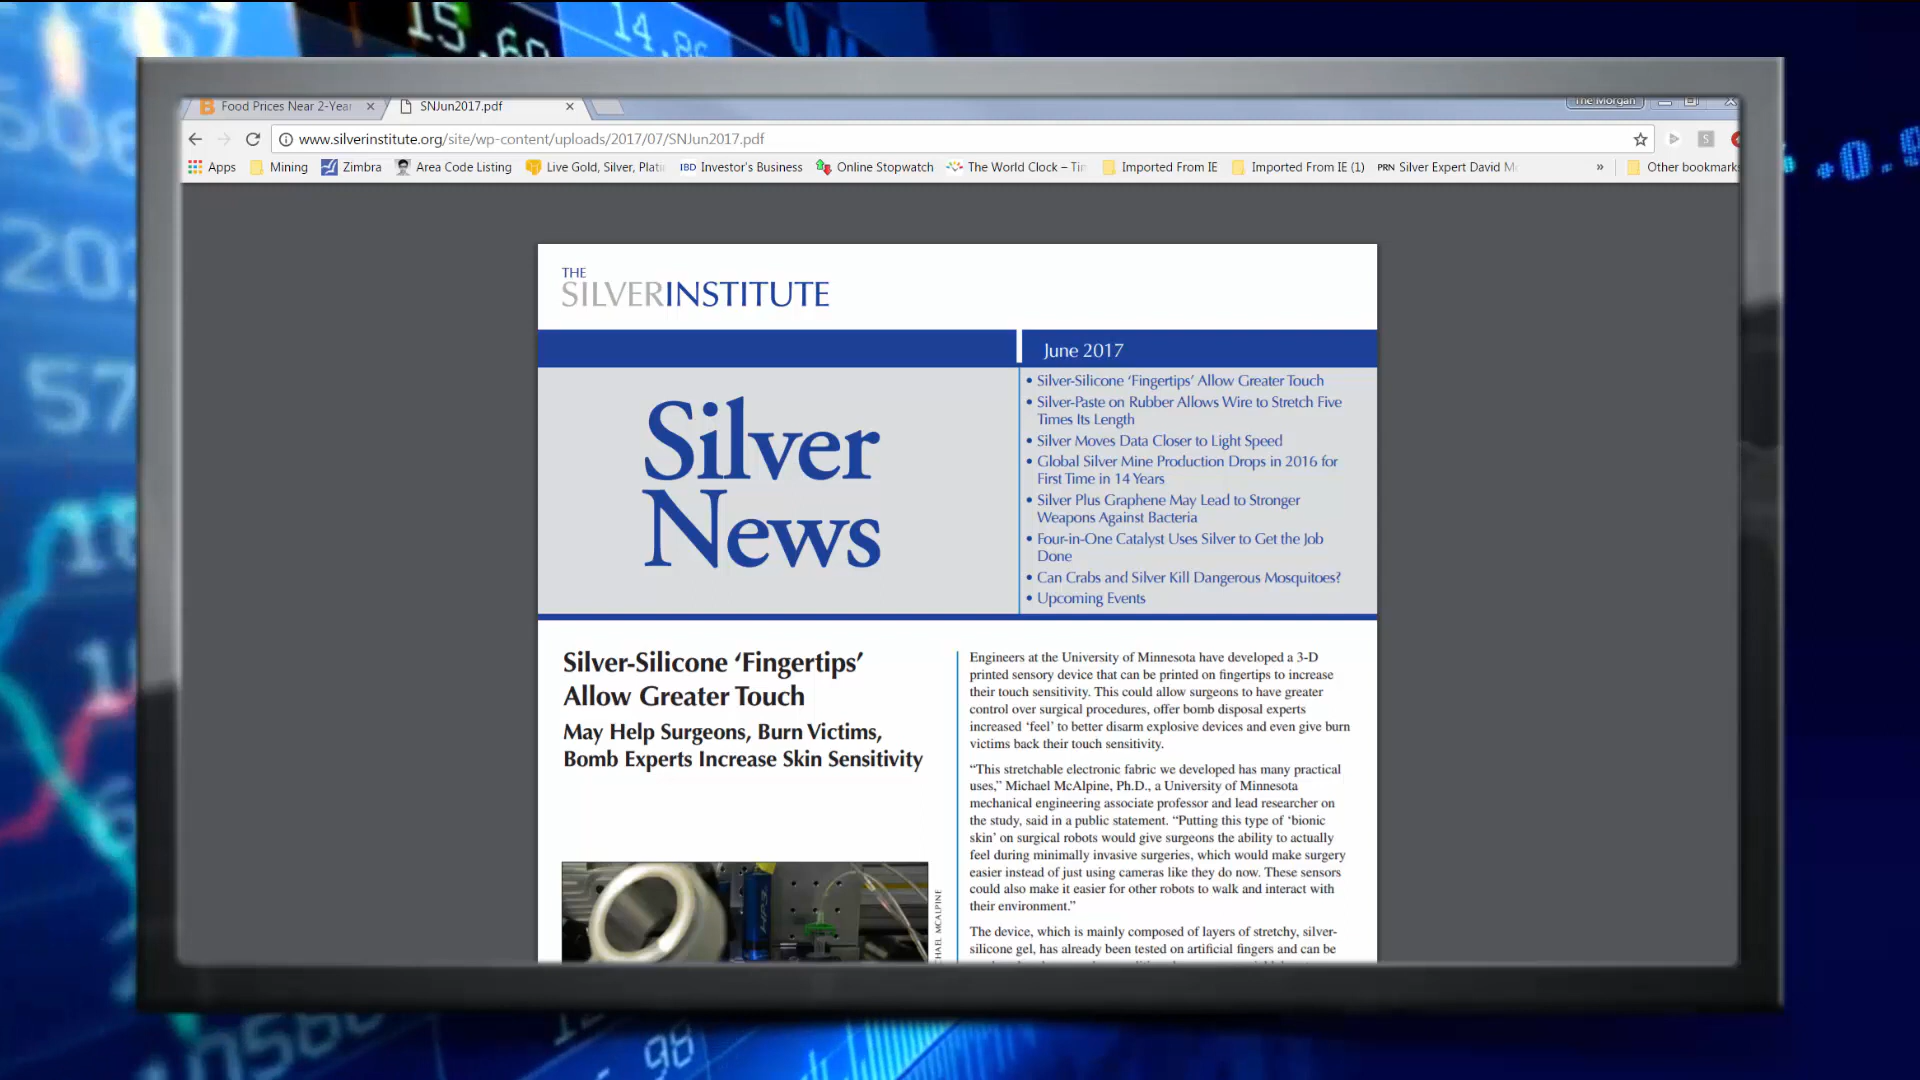 15.60
14.86
Food Prices Near 2-Year
SNJun2017.pdf
The Morgan
www.silverinstitute.org/site/wp-content/uploads/2017/07/SNJun2017.pdf
Apps
Mining
Zimbra
Area Code Listing
Live Gold, Silver, Plati
IBD Investor's Business
Online Stopwatch
The World Clock – Tim
Imported From IE
Imported From IE (1)
PRN Silver Expert David M
»
Other bookmarks
THE
SILVERINSTITUTE
June 2017
Silver
News
• Silver-Silicone ‘Fingertips’ Allow Greater Touch
• Silver-Paste on Rubber Allows Wire to Stretch Five
Times Its Length
• Silver Moves Data Closer to Light Speed
• Global Silver Mine Production Drops in 2016 for
First Time in 14 Years
• Silver Plus Graphene May Lead to Stronger
Weapons Against Bacteria
• Four-in-One Catalyst Uses Silver to Get the Job
Done
• Can Crabs and Silver Kill Dangerous Mosquitoes?
• Upcoming Events
Silver-Silicone ‘Fingertips’
Allow Greater Touch
May Help Surgeons, Burn Victims,
Bomb Experts Increase Skin Sensitivity
Engineers at the University of Minnesota have developed a 3-D
printed sensory device that can be printed on fingertips to increase
their touch sensitivity. This could allow surgeons to have greater
control over surgical procedures, offer bomb disposal experts
increased ‘feel’ to better disarm explosive devices and even give burn
victims back their touch sensitivity.
“This stretchable electronic fabric we developed has many practical
uses,” Michael McAlpine, Ph.D., a University of Minnesota
mechanical engineering associate professor and lead researcher on
the study, said in a public statement. “Putting this type of ‘bionic
skin’ on surgical robots would give surgeons the ability to actually
feel during minimally invasive surgeries, which would make surgery
easier instead of just using cameras like they do now. These sensors
could also make it easier for other robots to walk and interact with
their environment.”
The device, which is mainly composed of layers of stretchy, silver-
silicone gel, has already been tested on artificial fingers and can be
CHAEL MCALPINE